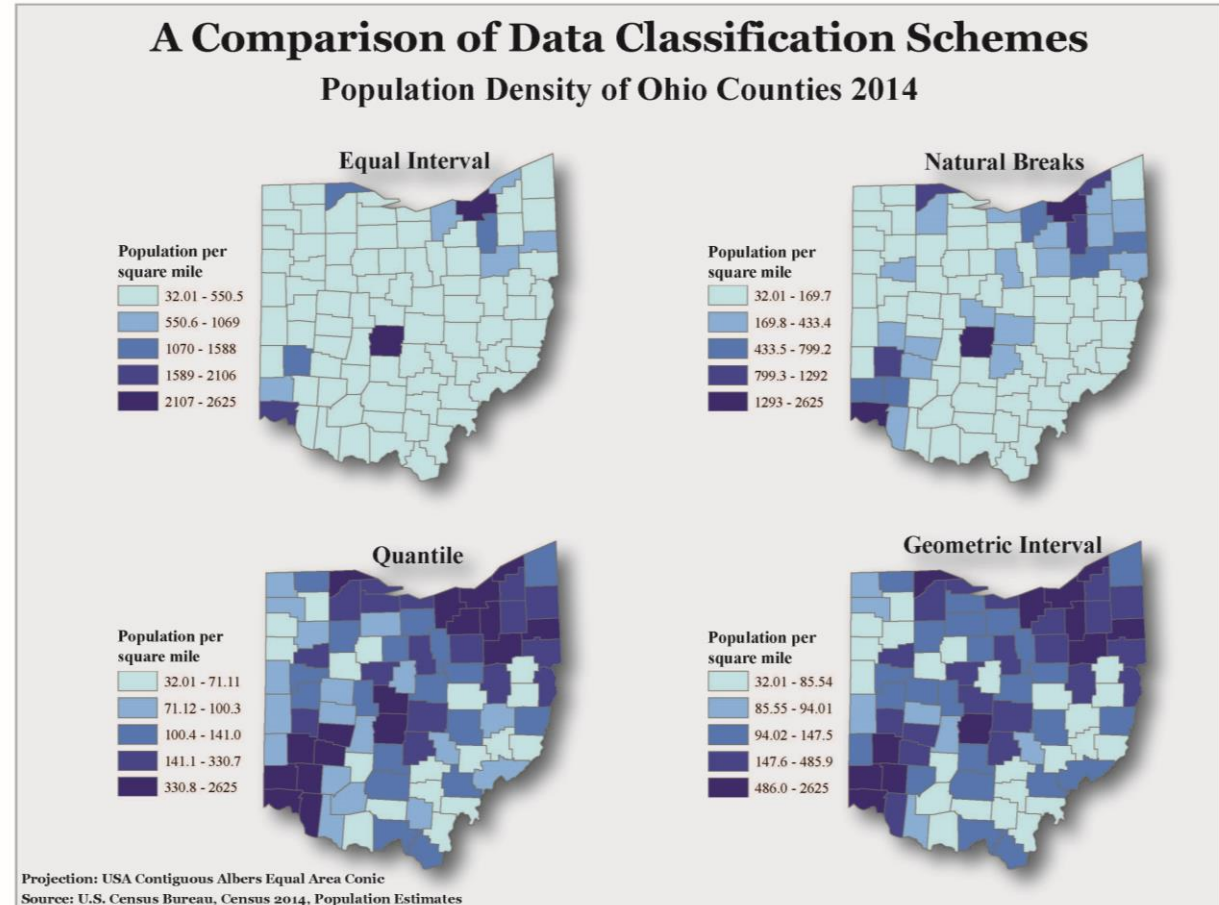 A Comparison of Data Classification Schemes
Population Density of Ohio Counties 2014
Equal Interval
Population per
square mile
32.01 - 550.5
550.6 - 1069
1070 - 1588
1589 - 2106
2107 - 2625
Natural Breaks
Population per
square mile
32.01 - 169.7
169.8 - 433.4
433.5 - 799.2
799.3 - 1292
1293 - 2625
Quantile
Population per
square mile
32.01 - 71.11
71.12 - 100.3
100.4 - 141.0
141.1 - 330.7
330.8 - 2625
Geometric Interval
Population per
square mile
32.01 - 85.54
85.55 - 94.01
94.02 - 147.5
147.6 - 485.9
486.0 - 2625
Projection: USA Contiguous Albers Equal Area Conic
Source: U.S. Census Bureau, Census 2014, Population Estimates